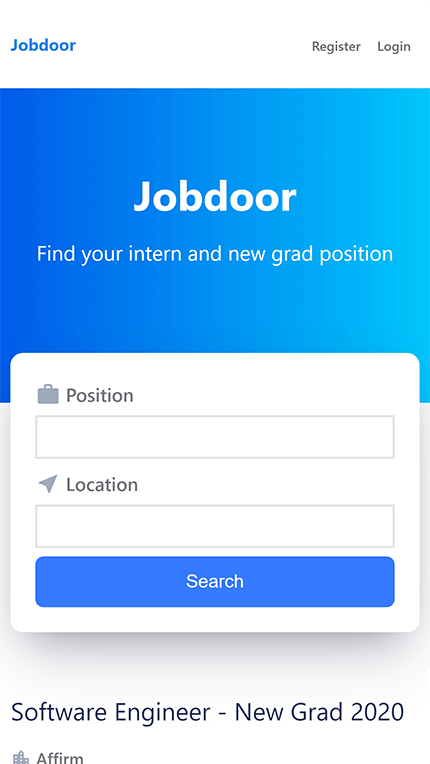 Jobdoor Register Login
Jobdoor
Find your intern and new grad position
Position
Location
Search
Software Engineer - New Grad 2020
Affirm